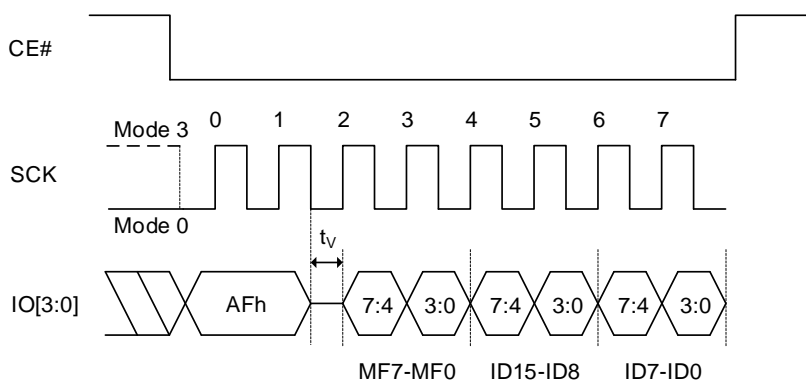 CE#
0 1 2 3 4 5 6 7
Mode 3
SCK
Mode 0
tV
IO[3:0] AFh 7:4 3:0 7:4 3:0 7:4 3:0
MF7-MF0 ID15-ID8 ID7-ID0